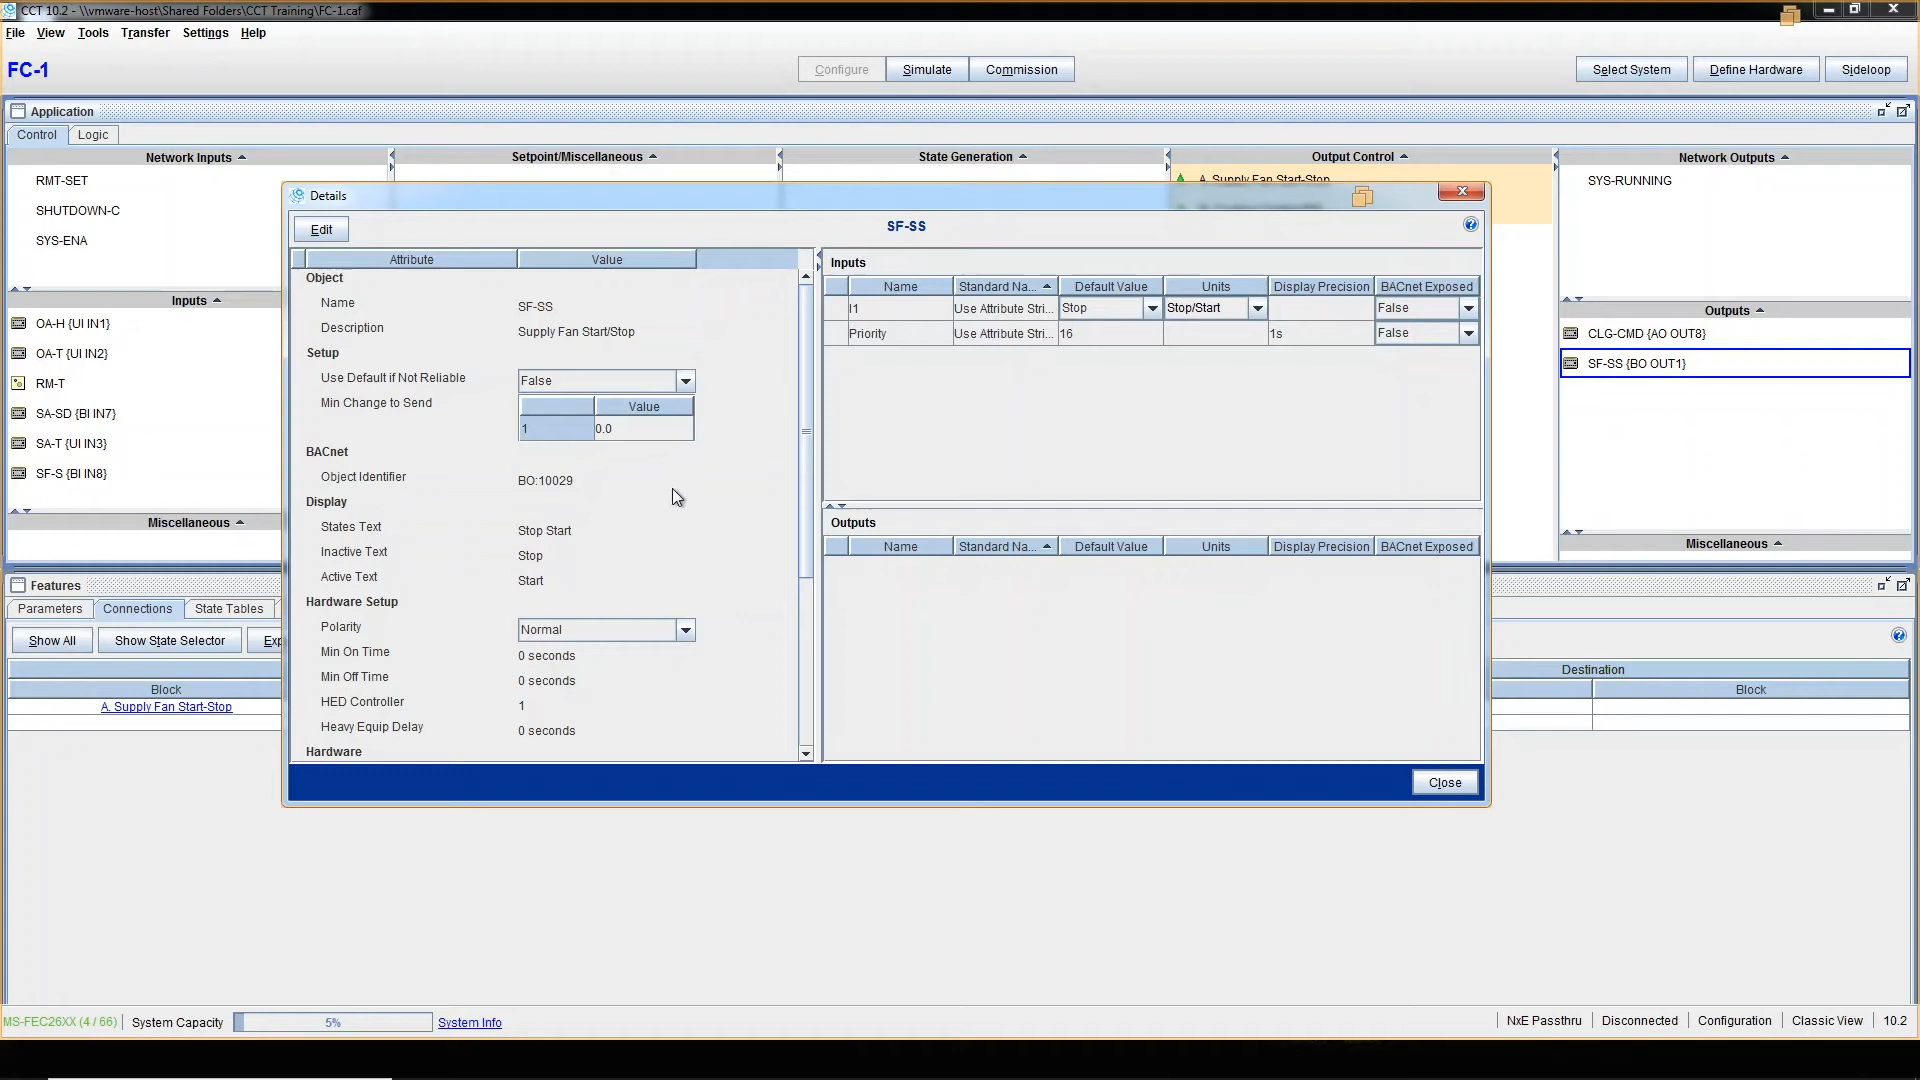 CCT 10.2 - \\vmware-host\Shared Folders\CCT Training\FC-1.caf
File View Tools Transfer Settings Help
FC-1
Configure Simulate Commission
Select System Define Hardware Sideloop
Application
Control Logic
Network Inputs
RMT-SET
SHUTDOWN-C
SYS-ENA
Inputs
OA-H {UI IN1}
OA-T {UI IN2}
RM-T
SA-SD {BI IN7}
SA-T {UI IN3}
SF-S {BI IN8}
Miscellaneous
Setpoint/Miscellaneous
State Generation
Output Control
A. Supply Fan Start-Stop
Network Outputs
SYS-RUNNING
Outputs
CLG-CMD {AO OUT8}
SF-SS {BO OUT1}
Miscellaneous
Details
Edit
SF-SS
Attribute Value
Object
Name SF-SS
Description Supply Fan Start/Stop
Setup
Use Default if Not Reliable False
Min Change to Send Value
1 0.0
BACnet
Object Identifier BO:10029
Display
States Text Stop Start
Inactive Text Stop
Active Text Start
Hardware Setup
Polarity Normal
Min On Time 0 seconds
Min Off Time 0 seconds
HED Controller 1
Heavy Equip Delay 0 seconds
Hardware
Inputs
Name Standard Na... Default Value Units Display Precision BACnet Exposed
I1 Use Attribute Stri... Stop Stop/Start False
Priority Use Attribute Stri... 16 1s False
Outputs
Name Standard Na... Default Value Units Display Precision BACnet Exposed
Close
Features
Parameters Connections State Tables
Show All Show State Selector Exp
Block
A. Supply Fan Start-Stop
Destination
Block
MS-FEC26XX (4 / 66) System Capacity 5% System Info
NxE Passthru Disconnected Configuration Classic View 10.2